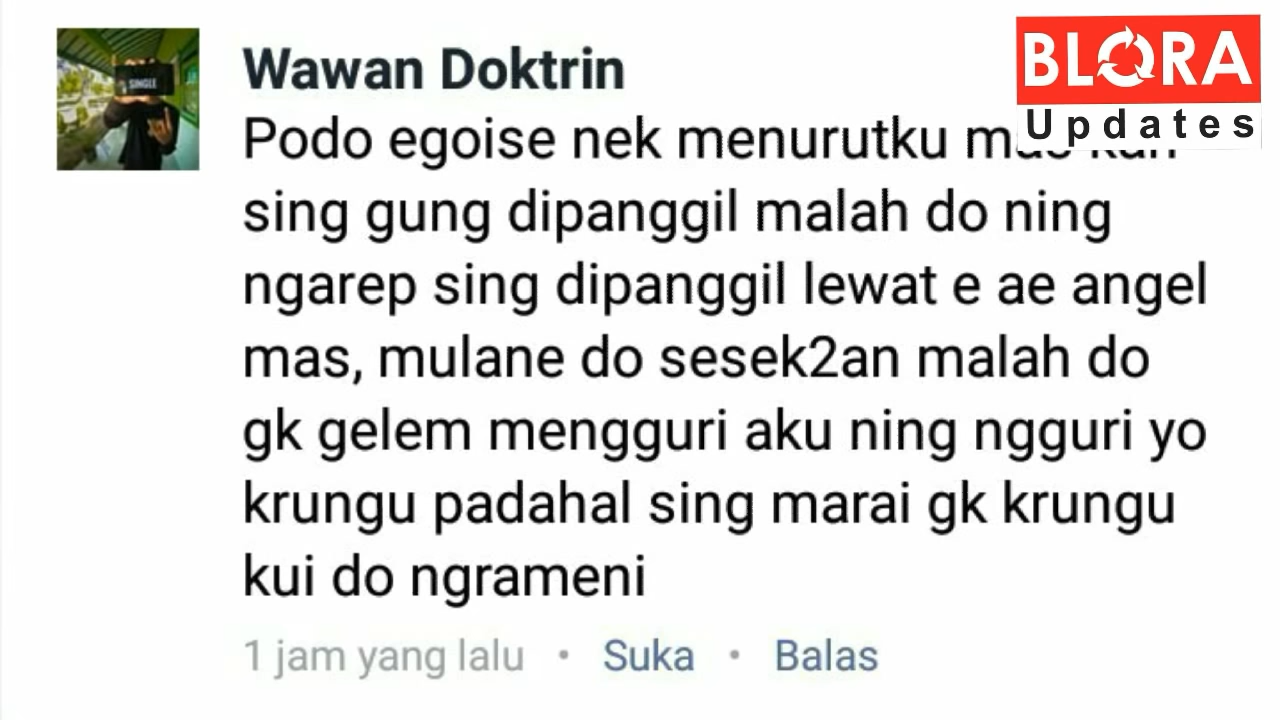 Wawan Doktrin
BLORA
Updates
Podo egoise nek menurutku
sing gung dipanggil malah do ning
ngarep sing dipanggil lewat e ae angel
mas, mulane do sesek2an malah do
gk gelem mengguri aku ning ngguri yo
krungu padahal sing marai gk krungu
kui do ngrameni
1 jam yang lalu • Suka • Balas
SINGLE